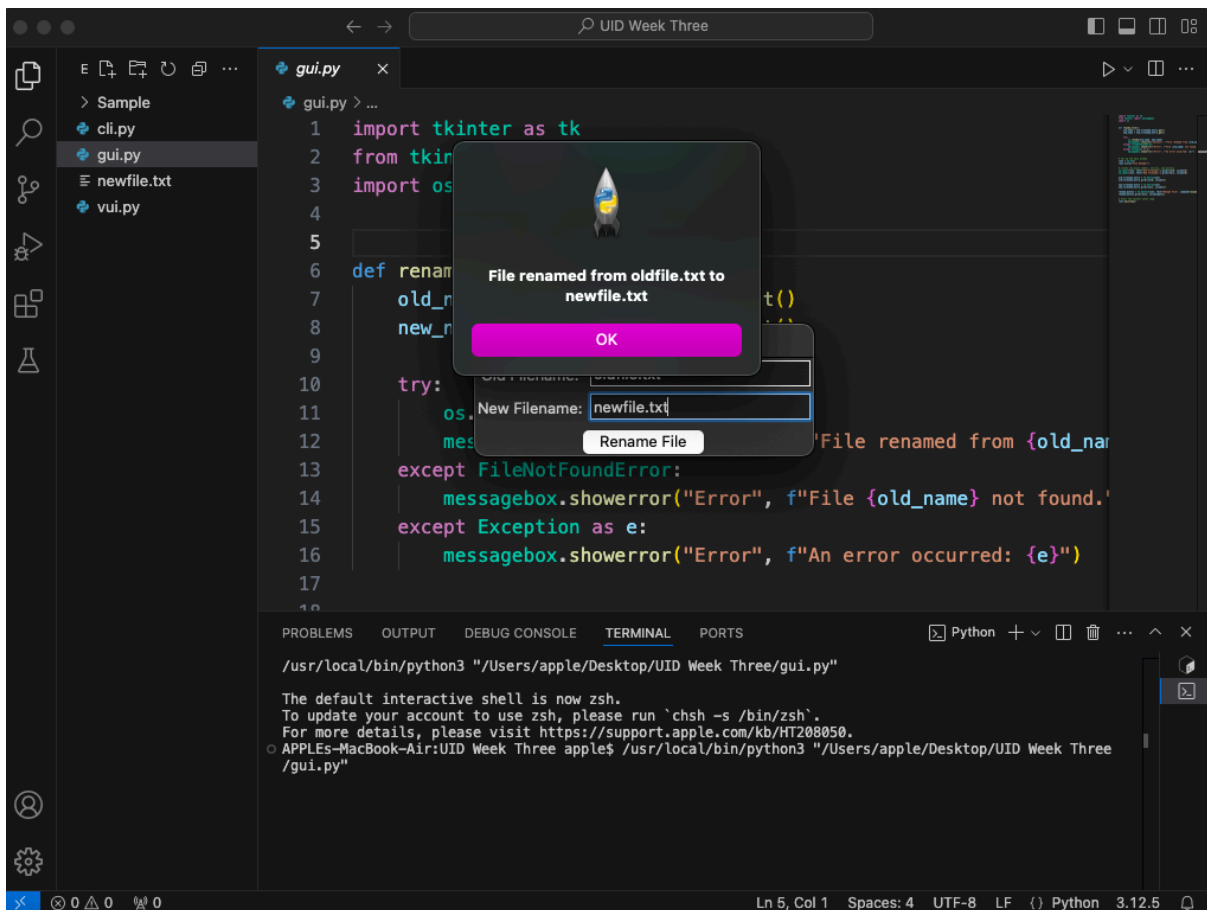 UID Week Three
E
gui.py
> Sample
cli.py
gui.py
newfile.txt
vui.py
gui.py > ...
1 import tkinter as tk
2 from tkin
3 import os
4
5
6 def renam
7 old_n t()
8 new_n
9
10 try:
11 os.
12 mes "File renamed from {old_nam
13 except FileNotFoundError:
14 messagebox.showerror("Error", f"File {old_name} not found."
15 except Exception as e:
16 messagebox.showerror("Error", f"An error occurred: {e}")
17
18
File renamed from oldfile.txt to
newfile.txt
OK
Old Filename: oldfile.txt
New Filename: newfile.txt
Rename File
PROBLEMS OUTPUT DEBUG CONSOLE TERMINAL PORTS Python
/usr/local/bin/python3 "/Users/apple/Desktop/UID Week Three/gui.py"
The default interactive shell is now zsh.
To update your account to use zsh, please run `chsh -s /bin/zsh`.
For more details, please visit https://support.apple.com/kb/HT208050.
APPLEs-MacBook-Air:UID Week Three apple$ /usr/local/bin/python3 "/Users/apple/Desktop/UID Week Three
/gui.py"
0 0 0 Ln 5, Col 1 Spaces: 4 UTF-8 LF {} Python 3.12.5